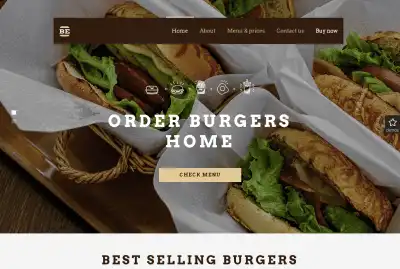 BE
Home
About
Menu & prices
Contact us
Buy now
ORDER BURGERS
HOME
CHECK MENU
BEST SELLING BURGERS